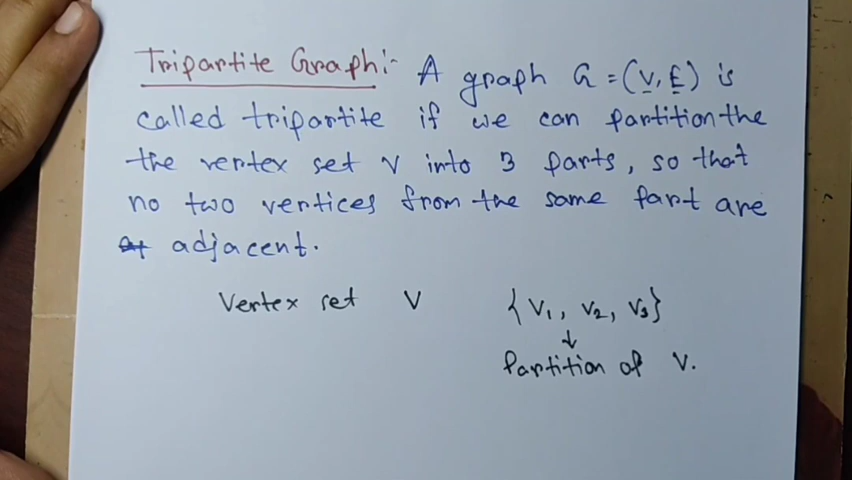 Tripartite Graph:- A graph G = (V, E) is
called tripartite if we can partition the
the vertex set V into 3 parts, so that
no two vertices from the same part are
adjacent.
Vertex set V {V₁, V₂, V₃}
↓
Partition of V.